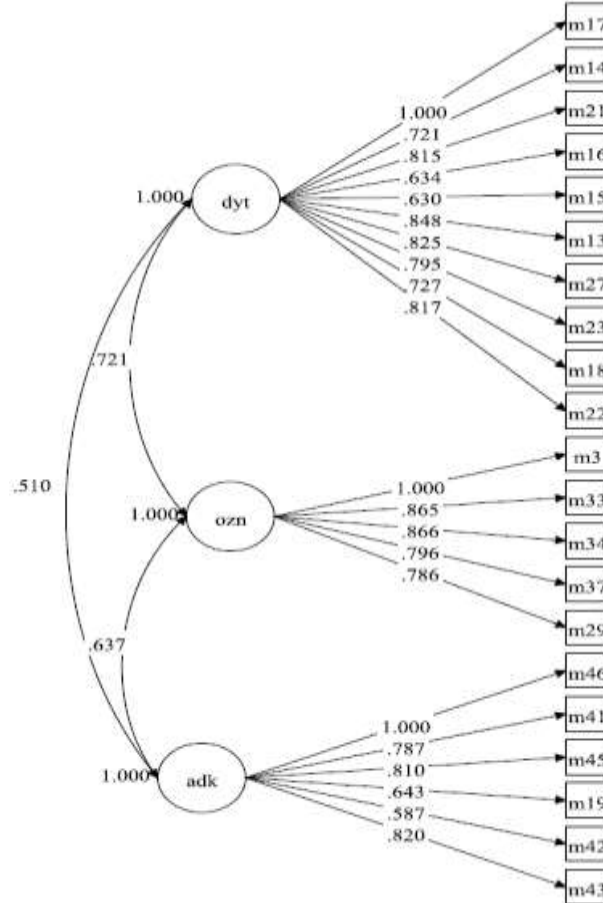 m17
m14
m21
1.000
.721
m16
.815
.634
m15
1.000
dyt
.630
.848
m13
.825
.795
m27
.727
.817
m23
.721
m18
m22
m3
.510
1.000
1.000
ozn
.865
m33
.866
m34
.796
.786
m37
m29
.637
m46
1.000
m41
.787
1.000
adk
.810
m45
.643
m19
.587
.820
m42
m43